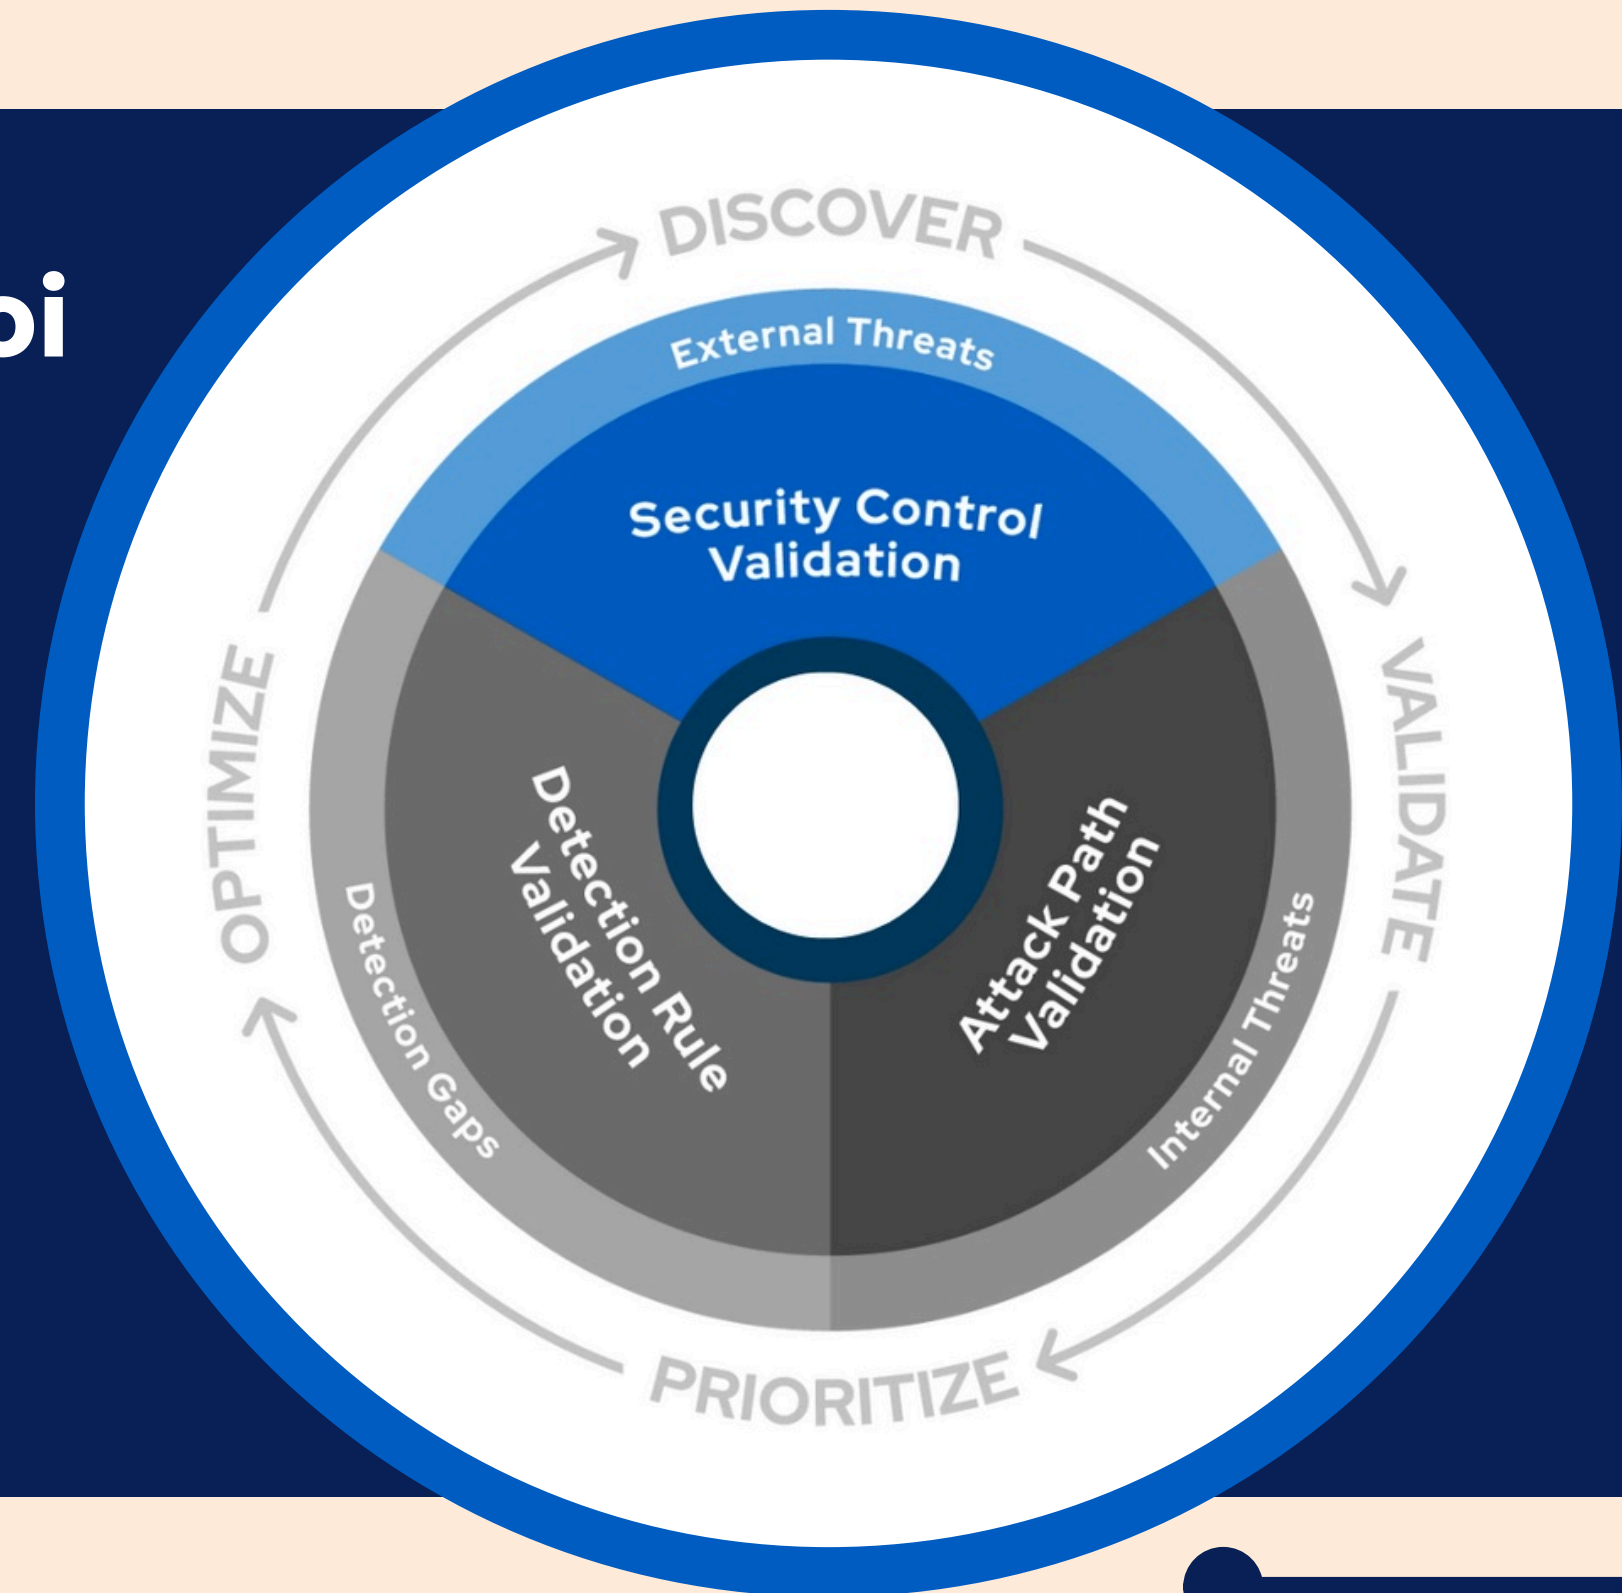 DISCOVER
External Threats
Security Control
Validation
VALIDATE
Attack Path
Validation
Internal Threats
PRIORITIZE
Detection Rule
Validation
Detection Gaps
OPTIMIZE